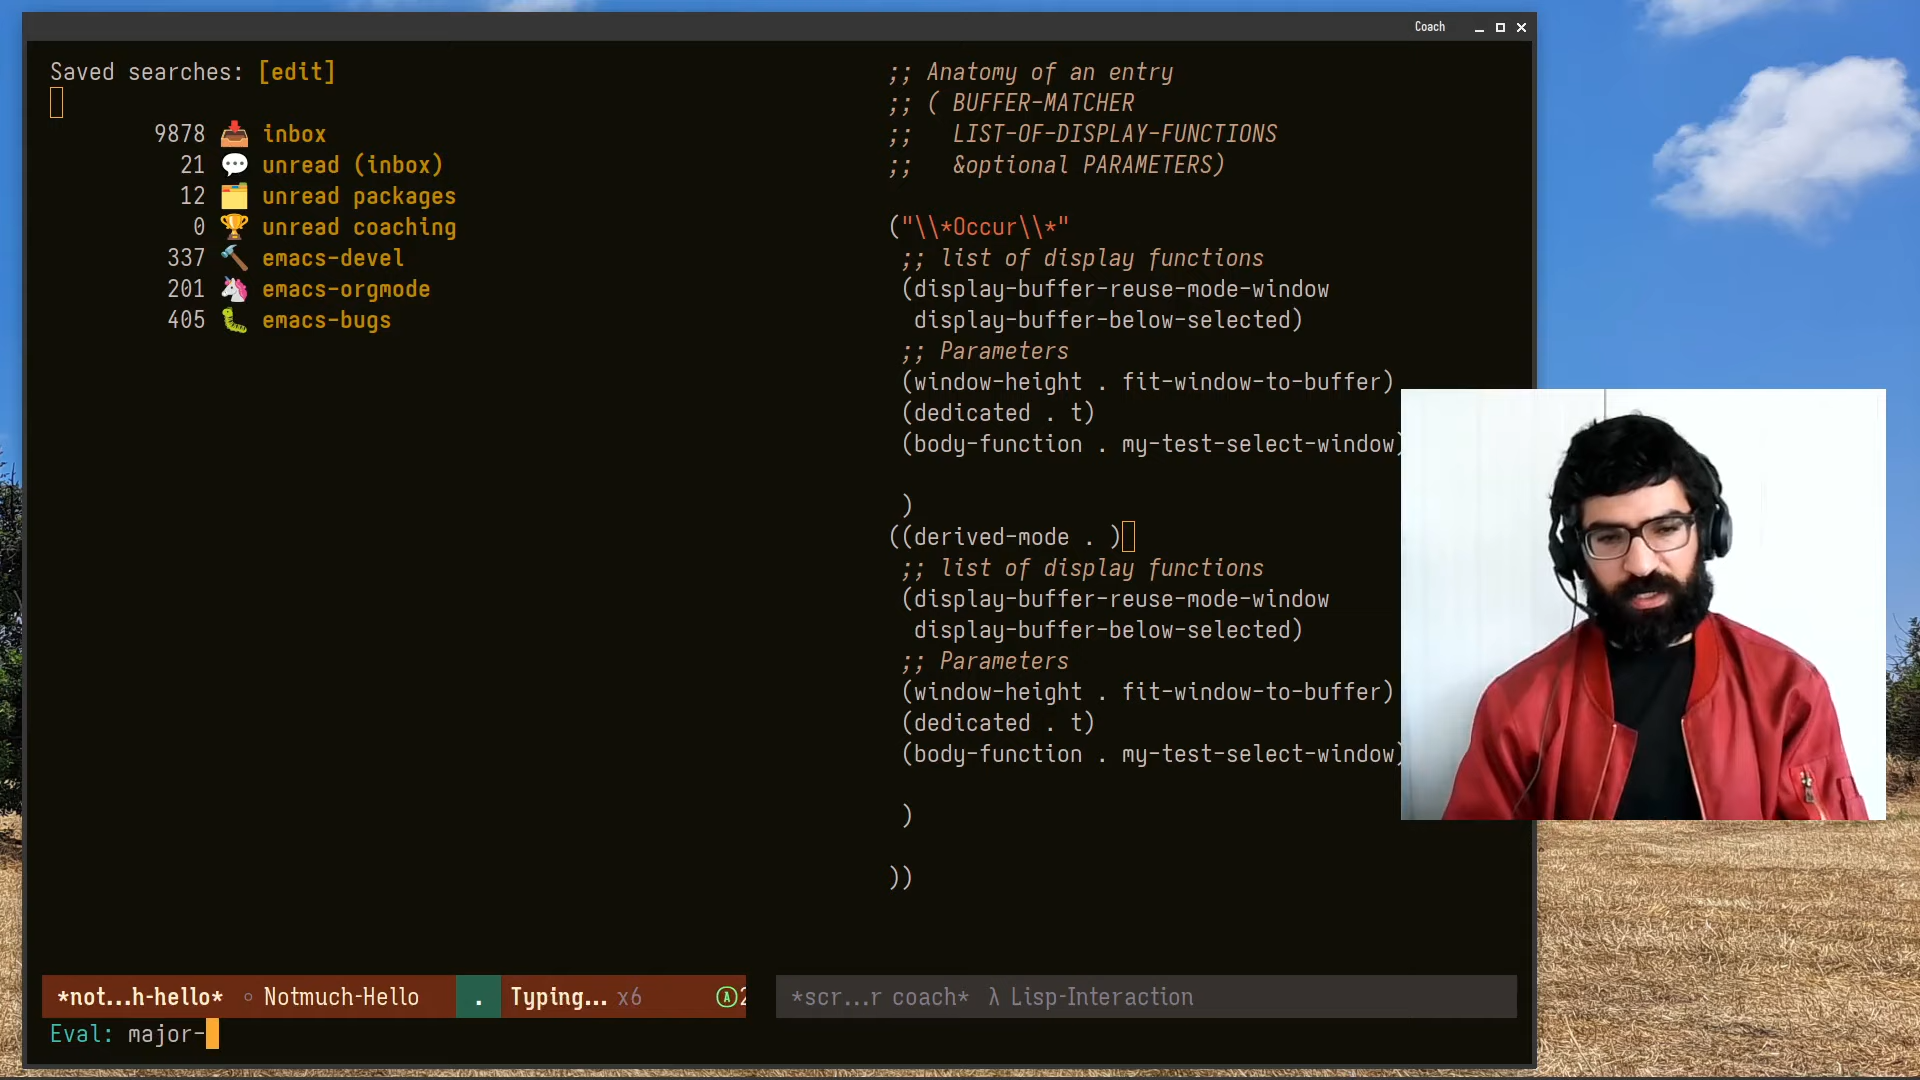 Coach
Saved searches: [edit]
9878 inbox
21 unread (inbox)
12 unread packages
0 unread coaching
337 emacs-devel
201 emacs-orgmode
405 emacs-bugs
;; Anatomy of an entry
;; ( BUFFER-MATCHER
;;   LIST-OF-DISPLAY-FUNCTIONS
;;   &optional PARAMETERS)
("\\*Occur\\*"
;; list of display functions
(display-buffer-reuse-mode-window
display-buffer-below-selected)
;; Parameters
(window-height . fit-window-to-buffer)
(dedicated . t)
(body-function . my-test-select-window)
)
((derived-mode . )
;; list of display functions
(display-buffer-reuse-mode-window
display-buffer-below-selected)
;; Parameters
(window-height . fit-window-to-buffer)
(dedicated . t)
(body-function . my-test-select-window)
)
))
*not...h-hello* ◦ Notmuch-Hello . Typing... x6 Ⓐ2
*scr...r coach* λ Lisp-Interaction
Eval: major-